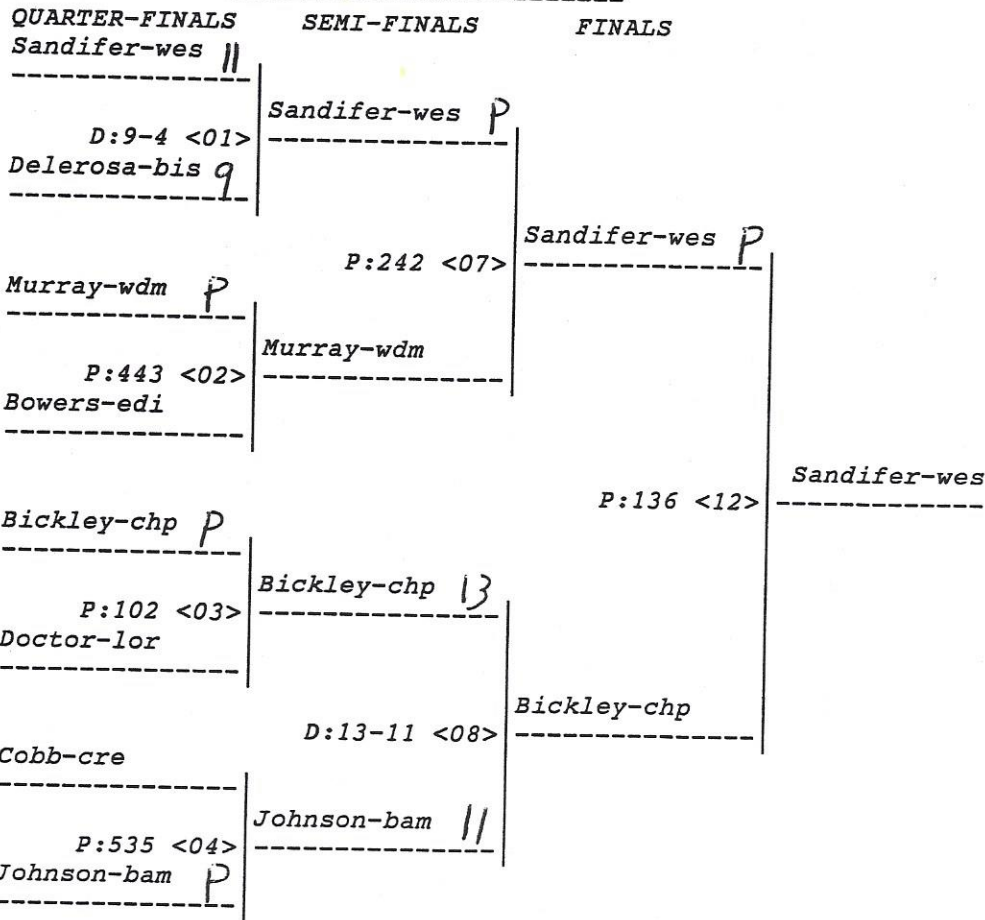 QUARTER-FINALS SEMI-FINALS FINALS
Sandifer-wes 11
Sandifer-wes P
D:9-4 <01>
Delerosa-bis 9
Sandifer-wes P
P:242 <07>
Murray-wdm P
Murray-wdm
P:443 <02>
Bowers-edi
Sandifer-wes
P:136 <12>
Bickley-chp P
Bickley-chp 13
P:102 <03>
Doctor-lor
Bickley-chp
D:13-11 <08>
Cobb-cre
Johnson-bam 11
P:535 <04>
Johnson-bam P